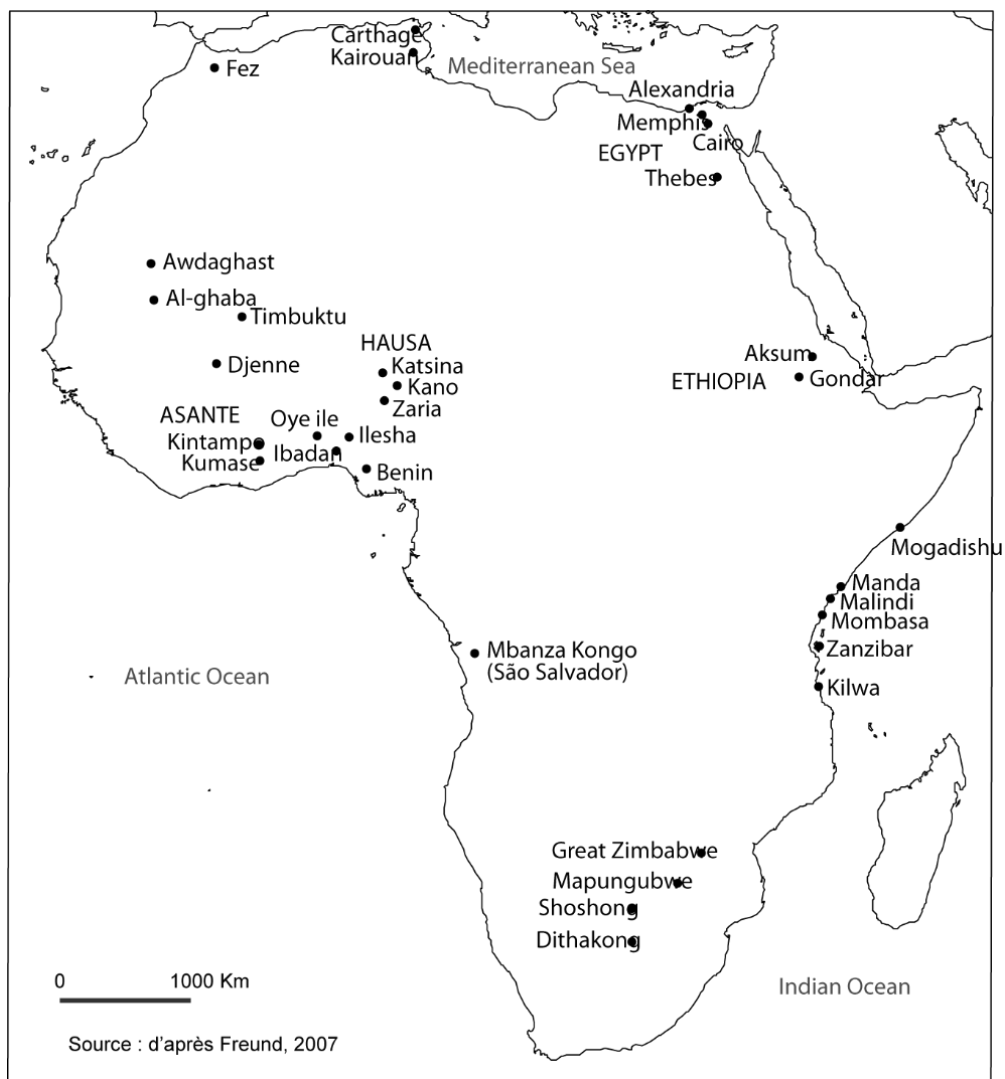 Carthage
Kairouan
Mediterranean Sea
Fez
Alexandria
Memphis
Cairo
EGYPT
Thebes
Awdaghast
Al-ghaba
Timbuktu
HAUSA
Djenne
Katsina
Kano
Zaria
Aksum
ETHIOPIA
Gondar
ASANTE
Oye ile
Kintampo
Ibadan
Ilesha
Kumase
Benin
Mogadishu
Manda
Malindi
Mombasa
Zanzibar
Mbanza Kongo
(São Salvador)
Atlantic Ocean
Kilwa
Great Zimbabwe
Mapungubwe
Shoshong
Dithakong
0 1000 Km
Indian Ocean
Source : d'après Freund, 2007